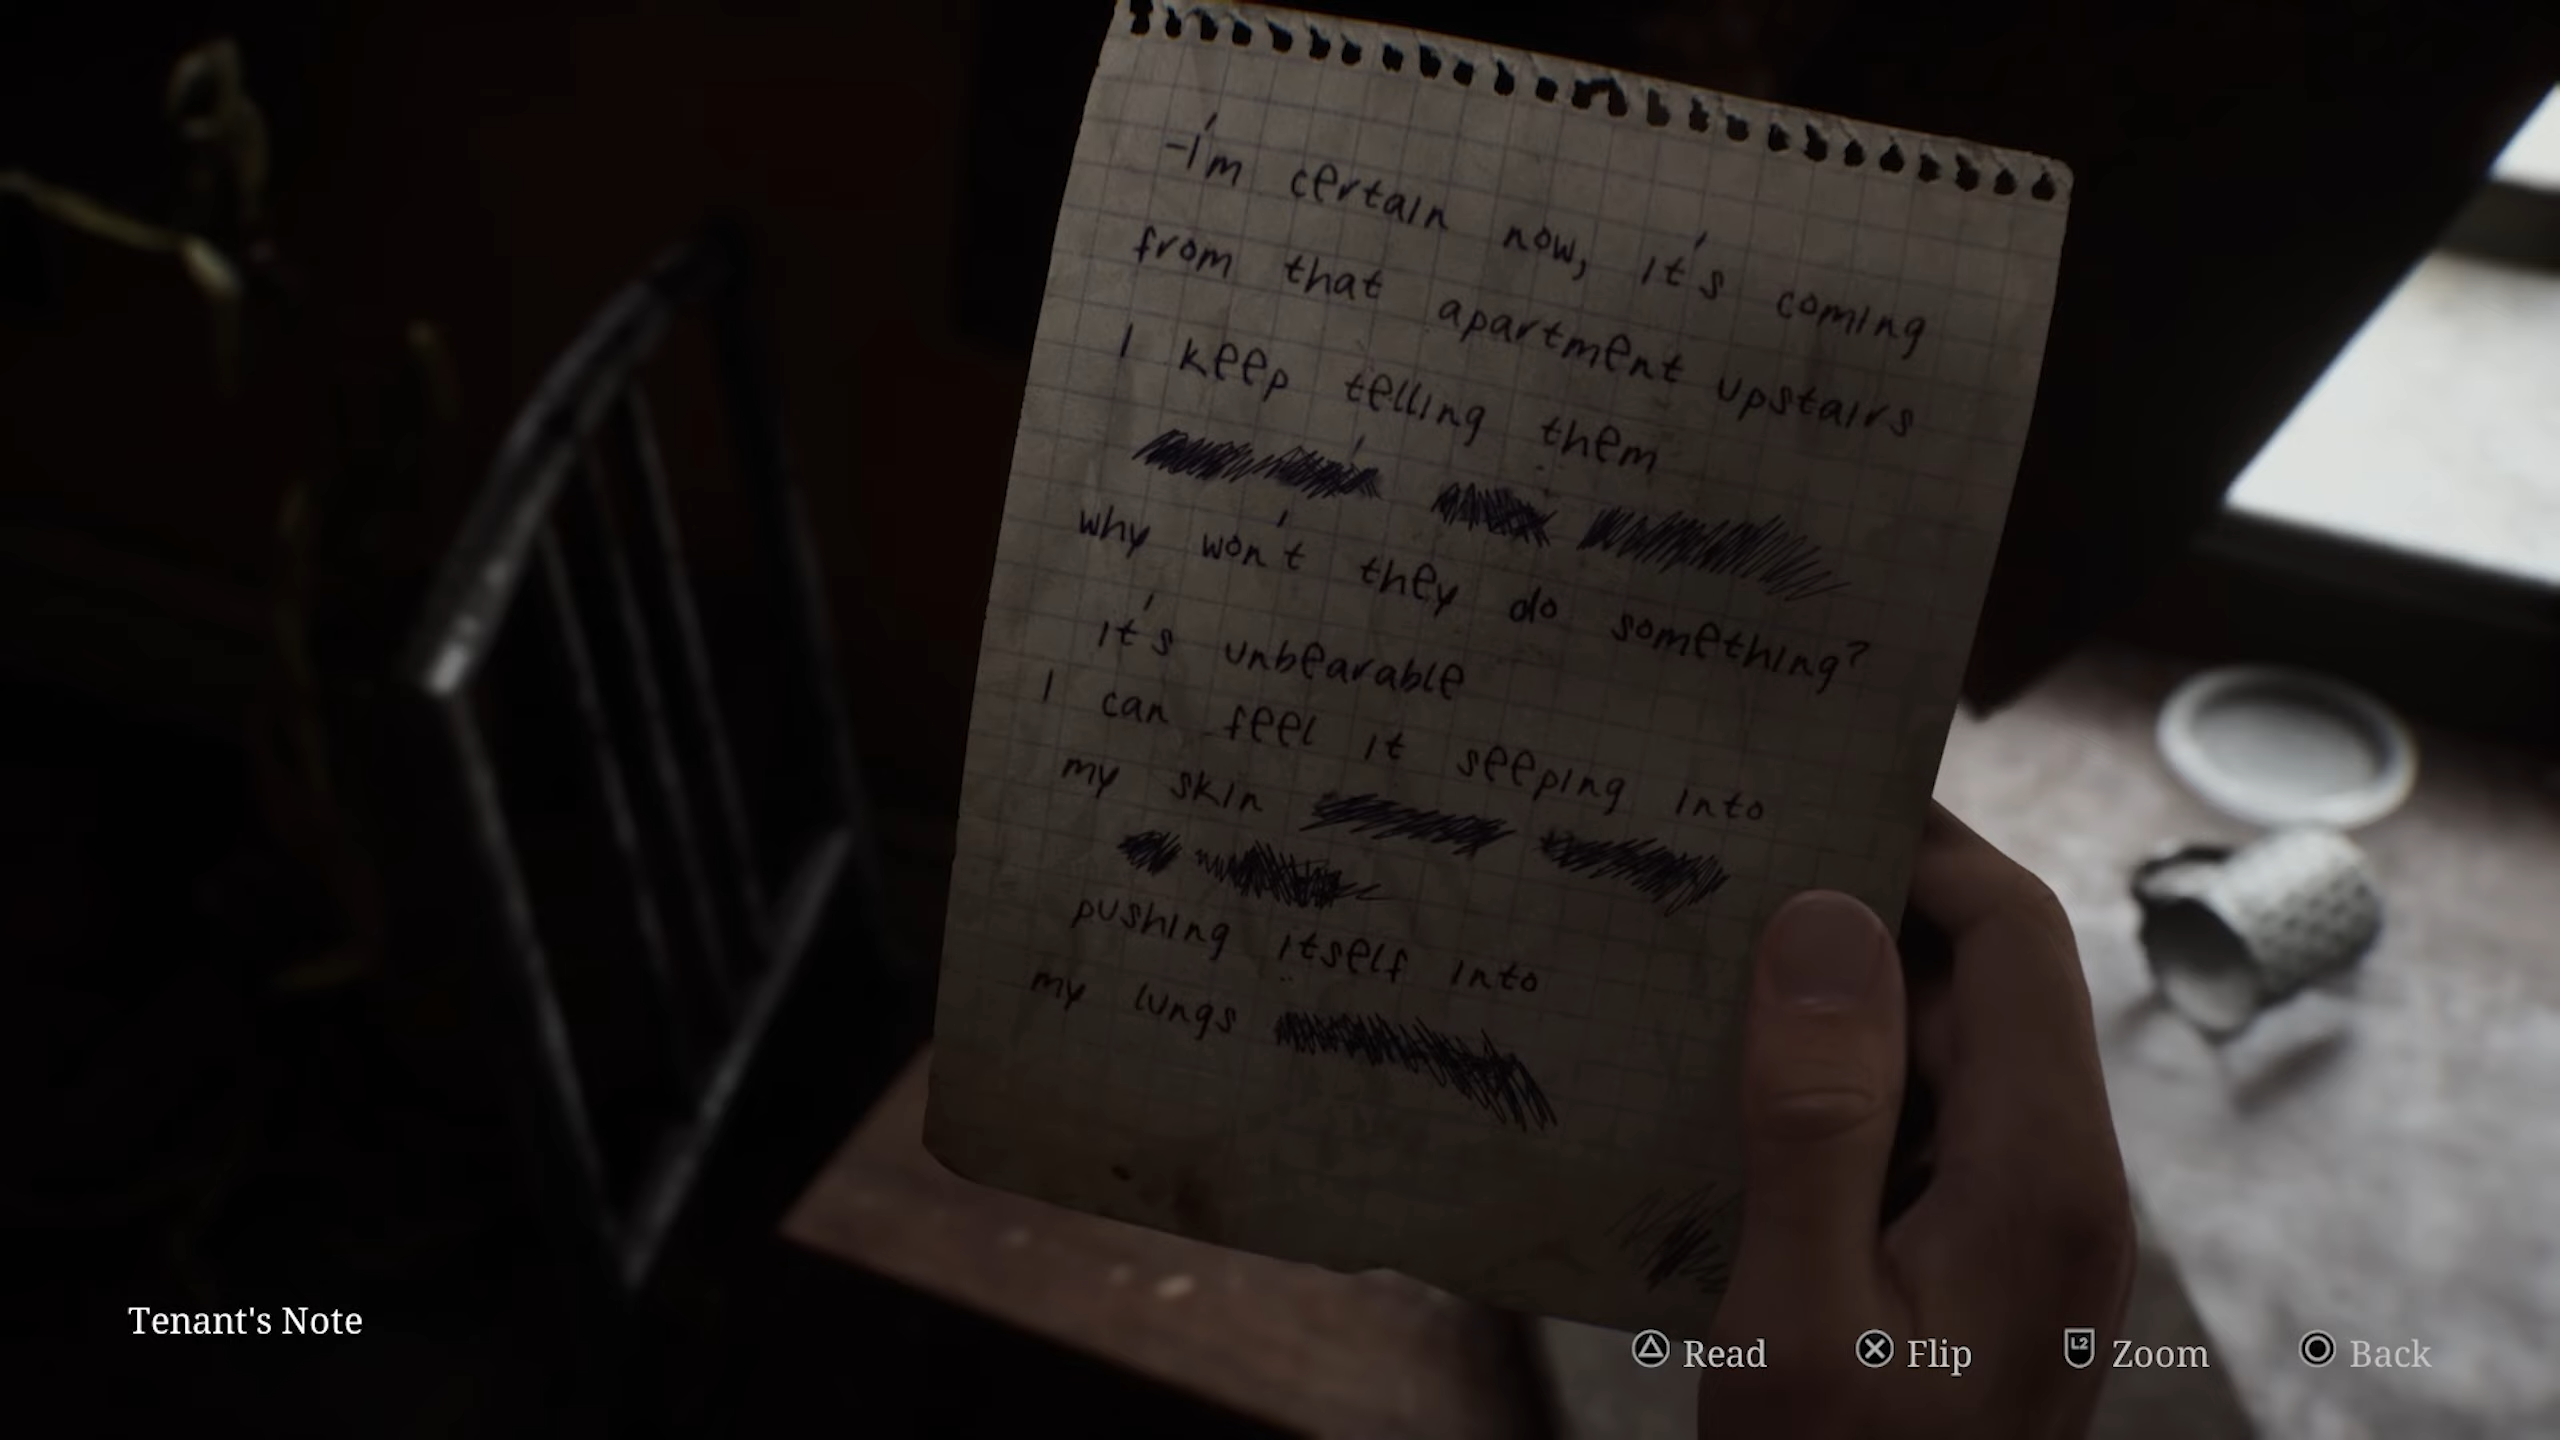 -I'm certain now, it's coming
from that apartment upstairs
I keep telling them
why won't they do something?
it's unbearable
I can feel it seeping into
my skin
pushing itself into
my lungs
Tenant's Note
Read
L2
Flip
Zoom
Back